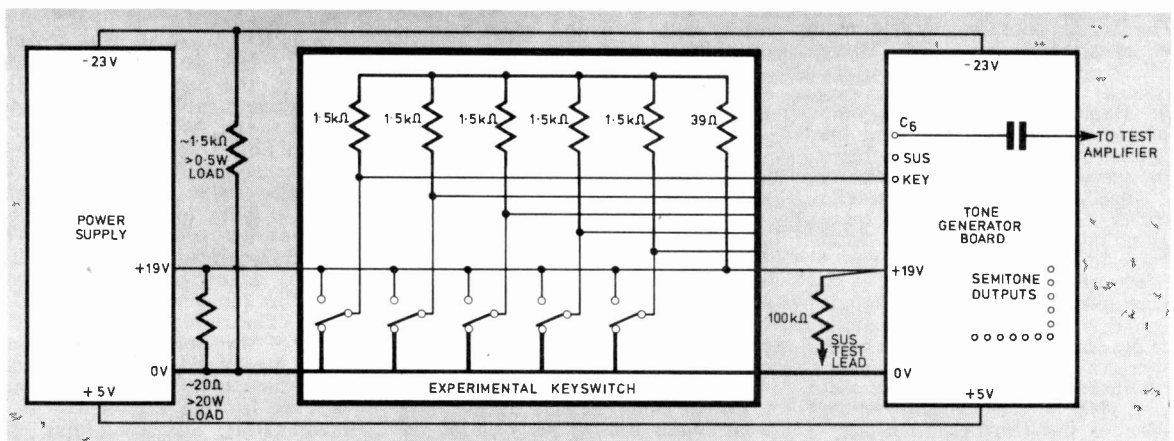 -23V
~1·5kΩ
>0·5W
LOAD
POWER
SUPPLY
+19V
0V
+5V
~20Ω
>20W
LOAD
1·5kΩ
1·5kΩ
1·5kΩ
1·5kΩ
1·5kΩ
39Ω
EXPERIMENTAL KEYSWITCH
100kΩ
SUS
TEST
LEAD
-23V
C6
SUS
KEY
TONE
GENERATOR
BOARD
+19V
SEMITONE
OUTPUTS
0V
+5V
TO TEST
AMPLIFIER